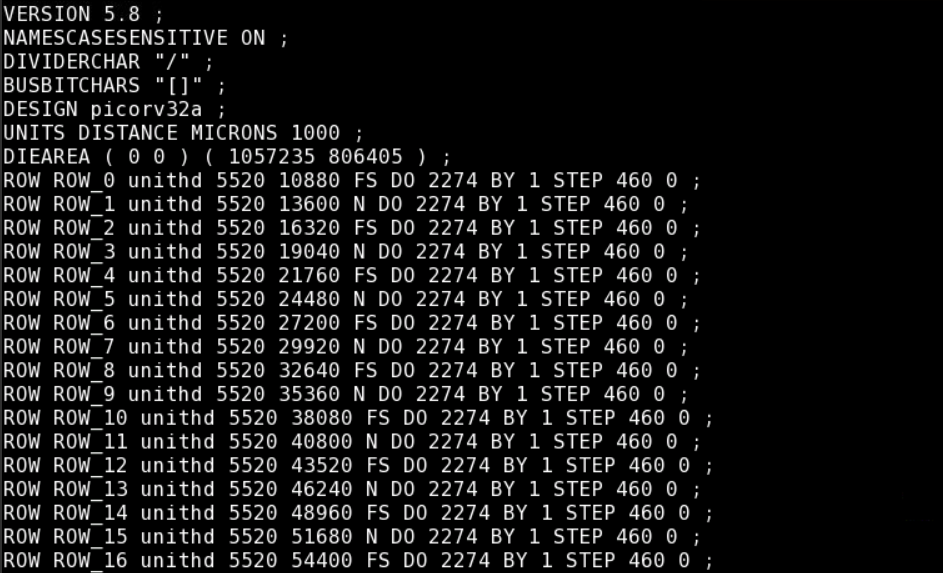 VERSION 5.8 ;
NAMESCASESENSITIVE ON ;
DIVIDERCHAR "/" ;
BUSBITCHARS "[]" ;
DESIGN picorv32a ;
UNITS DISTANCE MICRONS 1000 ;
DIEAREA ( 0 0 ) ( 1057235 806405 ) ;
ROW ROW_0 unithd 5520 10880 FS DO 2274 BY 1 STEP 460 0 ;
ROW ROW_1 unithd 5520 13600 N DO 2274 BY 1 STEP 460 0 ;
ROW ROW_2 unithd 5520 16320 FS DO 2274 BY 1 STEP 460 0 ;
ROW ROW_3 unithd 5520 19040 N DO 2274 BY 1 STEP 460 0 ;
ROW ROW_4 unithd 5520 21760 FS DO 2274 BY 1 STEP 460 0 ;
ROW ROW_5 unithd 5520 24480 N DO 2274 BY 1 STEP 460 0 ;
ROW ROW_6 unithd 5520 27200 FS DO 2274 BY 1 STEP 460 0 ;
ROW ROW_7 unithd 5520 29920 N DO 2274 BY 1 STEP 460 0 ;
ROW ROW_8 unithd 5520 32640 FS DO 2274 BY 1 STEP 460 0 ;
ROW ROW_9 unithd 5520 35360 N DO 2274 BY 1 STEP 460 0 ;
ROW ROW_10 unithd 5520 38080 FS DO 2274 BY 1 STEP 460 0 ;
ROW ROW_11 unithd 5520 40800 N DO 2274 BY 1 STEP 460 0 ;
ROW ROW_12 unithd 5520 43520 FS DO 2274 BY 1 STEP 460 0 ;
ROW ROW_13 unithd 5520 46240 N DO 2274 BY 1 STEP 460 0 ;
ROW ROW_14 unithd 5520 48960 FS DO 2274 BY 1 STEP 460 0 ;
ROW ROW_15 unithd 5520 51680 N DO 2274 BY 1 STEP 460 0 ;
ROW ROW_16 unithd 5520 54400 FS DO 2274 BY 1 STEP 460 0 ;